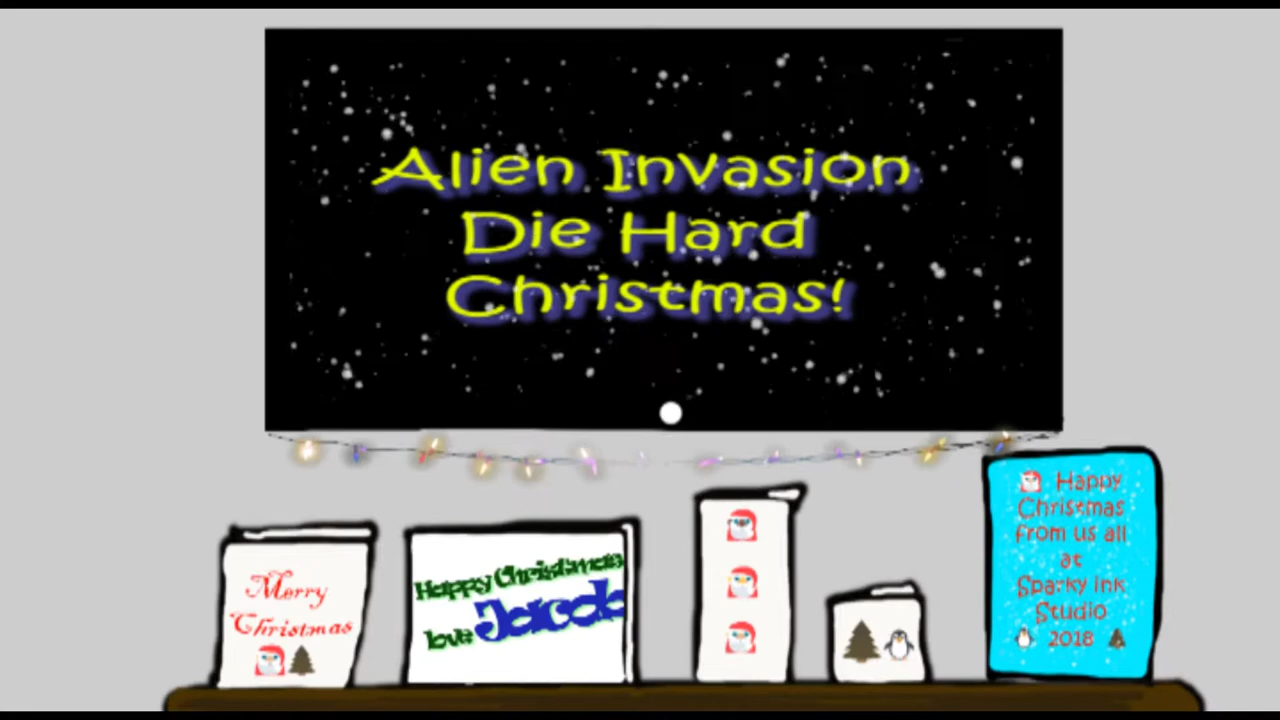 Alien Invasion
Die Hard
Christmas!
Merry
Christmas
Happy Christmas
love Jacob
Happy
Christmas
from us all
at
Sparky Ink
Studio
2018